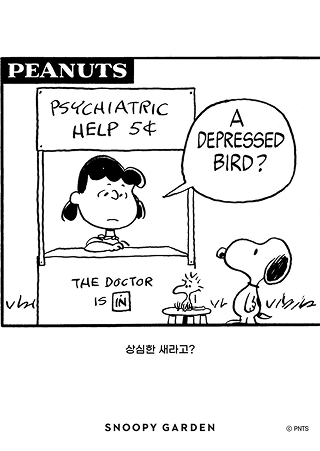 PEANUTS
PSYCHIATRIC
HELP 5¢
A
DEPRESSED
BIRD?
THE DOCTOR
IS IN
상심한 새라고?
SNOOPY GARDEN
ⓒ PNTS